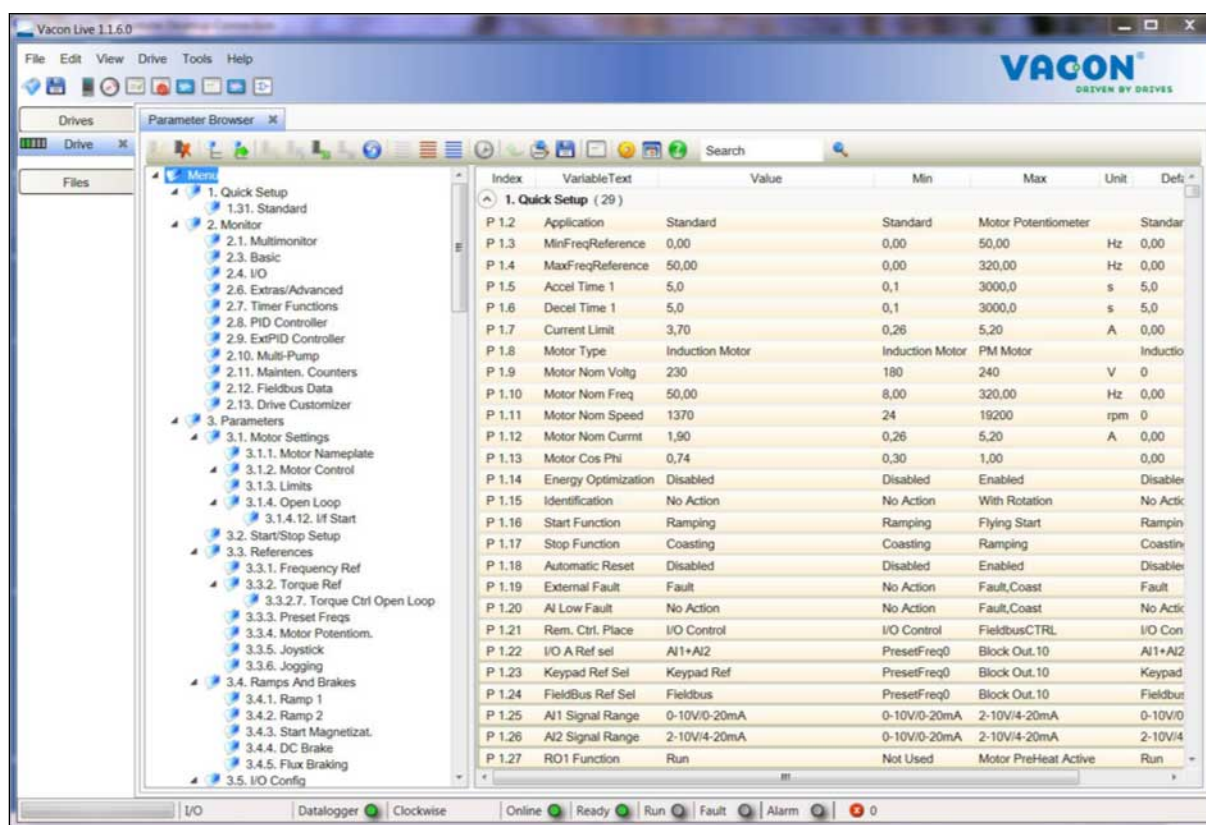 Vacon Live 1.1.6.0
File Edit View Drive Tools Help
VACON®
DRIVEN BY DRIVES
Drives
Drive
Files
Parameter Browser
Search
Menu
1. Quick Setup
1.31. Standard
2. Monitor
2.1. Multimonitor
2.3. Basic
2.4. I/O
2.6. Extras/Advanced
2.7. Timer Functions
2.8. PID Controller
2.9. ExtPID Controller
2.10. Multi-Pump
2.11. Mainten. Counters
2.12. Fieldbus Data
2.13. Drive Customizer
3. Parameters
3.1. Motor Settings
3.1.1. Motor Nameplate
3.1.2. Motor Control
3.1.3. Limits
3.1.4. Open Loop
3.1.4.12. I/f Start
3.2. Start/Stop Setup
3.3. References
3.3.1. Frequency Ref
3.3.2. Torque Ref
3.3.2.7. Torque Ctrl Open Loop
3.3.3. Preset Freqs
3.3.4. Motor Potentiom.
3.3.5. Joystick
3.3.6. Jogging
3.4. Ramps And Brakes
3.4.1. Ramp 1
3.4.2. Ramp 2
3.4.3. Start Magnetizat.
3.4.4. DC Brake
3.4.5. Flux Braking
3.5. I/O Config
Index VariableText Value Min Max Unit Defa
1. Quick Setup (29)
P 1.2 Application Standard Standard Motor Potentiometer Standar
P 1.3 MinFreqReference 0,00 0,00 50,00 Hz 0,00
P 1.4 MaxFreqReference 50,00 0,00 320,00 Hz 0,00
P 1.5 Accel Time 1 5,0 0,1 3000,0 s 5,0
P 1.6 Decel Time 1 5,0 0,1 3000,0 s 5,0
P 1.7 Current Limit 3,70 0,26 5,20 A 0,00
P 1.8 Motor Type Induction Motor Induction Motor PM Motor Inductio
P 1.9 Motor Nom Voltg 230 180 240 V 0
P 1.10 Motor Nom Freq 50,00 8,00 320,00 Hz 0,00
P 1.11 Motor Nom Speed 1370 24 19200 rpm 0
P 1.12 Motor Nom Currnt 1,90 0,26 5,20 A 0,00
P 1.13 Motor Cos Phi 0,74 0,30 1,00 0,00
P 1.14 Energy Optimization Disabled Disabled Enabled Disable
P 1.15 Identification No Action No Action With Rotation No Actic
P 1.16 Start Function Ramping Ramping Flying Start Rampin
P 1.17 Stop Function Coasting Coasting Ramping Coastin
P 1.18 Automatic Reset Disabled Disabled Enabled Disable
P 1.19 External Fault Fault No Action Fault,Coast Fault
P 1.20 AI Low Fault No Action No Action Fault,Coast No Actic
P 1.21 Rem. Ctrl. Place I/O Control I/O Control FieldbusCTRL I/O Con
P 1.22 I/O A Ref sel AI1+AI2 PresetFreq0 Block Out.10 AI1+AI2
P 1.23 Keypad Ref Sel Keypad Ref PresetFreq0 Block Out.10 Keypad
P 1.24 FieldBus Ref Sel Fieldbus PresetFreq0 Block Out.10 Fieldbus
P 1.25 AI1 Signal Range 0-10V/0-20mA 0-10V/0-20mA 2-10V/4-20mA 0-10V/0
P 1.26 AI2 Signal Range 2-10V/4-20mA 0-10V/0-20mA 2-10V/4-20mA 2-10V/4
P 1.27 RO1 Function Run Not Used Motor PreHeat Active Run
I/O Datalogger Clockwise Online Ready Run Fault Alarm 0